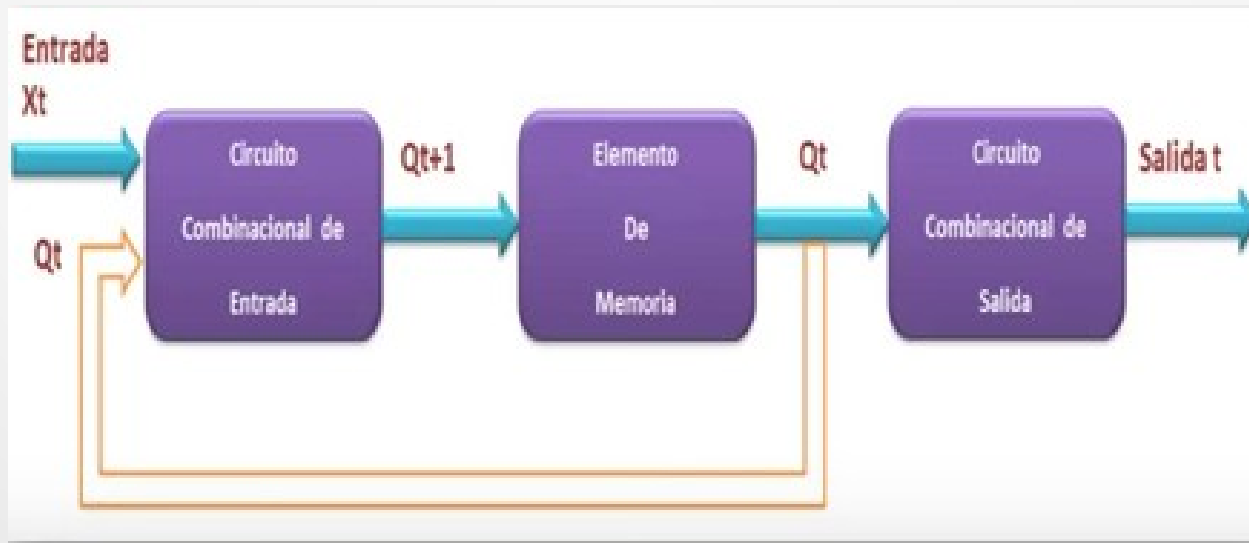 Entrada
Xt
Qt
Circuito
Combinacional de
Entrada
Qt+1
Elemento
De
Memoria
Qt
Circuito
Combinacional de
Salida
Salida t